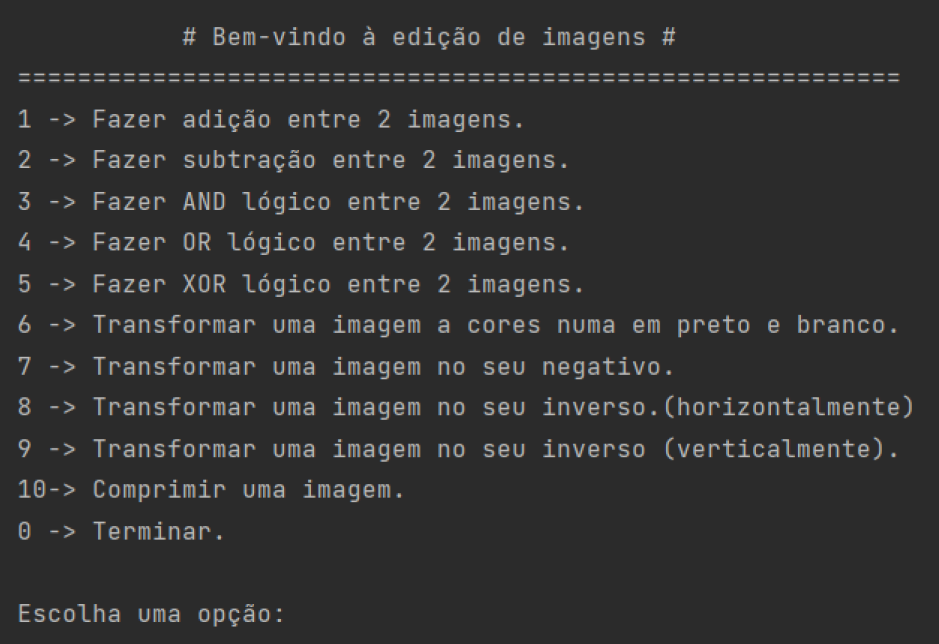 # Bem-vindo à edição de imagens #
===========================================================
1 -> Fazer adição entre 2 imagens.
2 -> Fazer subtração entre 2 imagens.
3 -> Fazer AND lógico entre 2 imagens.
4 -> Fazer OR lógico entre 2 imagens.
5 -> Fazer XOR lógico entre 2 imagens.
6 -> Transformar uma imagem a cores numa em preto e branco.
7 -> Transformar uma imagem no seu negativo.
8 -> Transformar uma imagem no seu inverso.(horizontalmente)
9 -> Transformar uma imagem no seu inverso (verticalmente).
10-> Comprimir uma imagem.
0 -> Terminar.
Escolha uma opção: